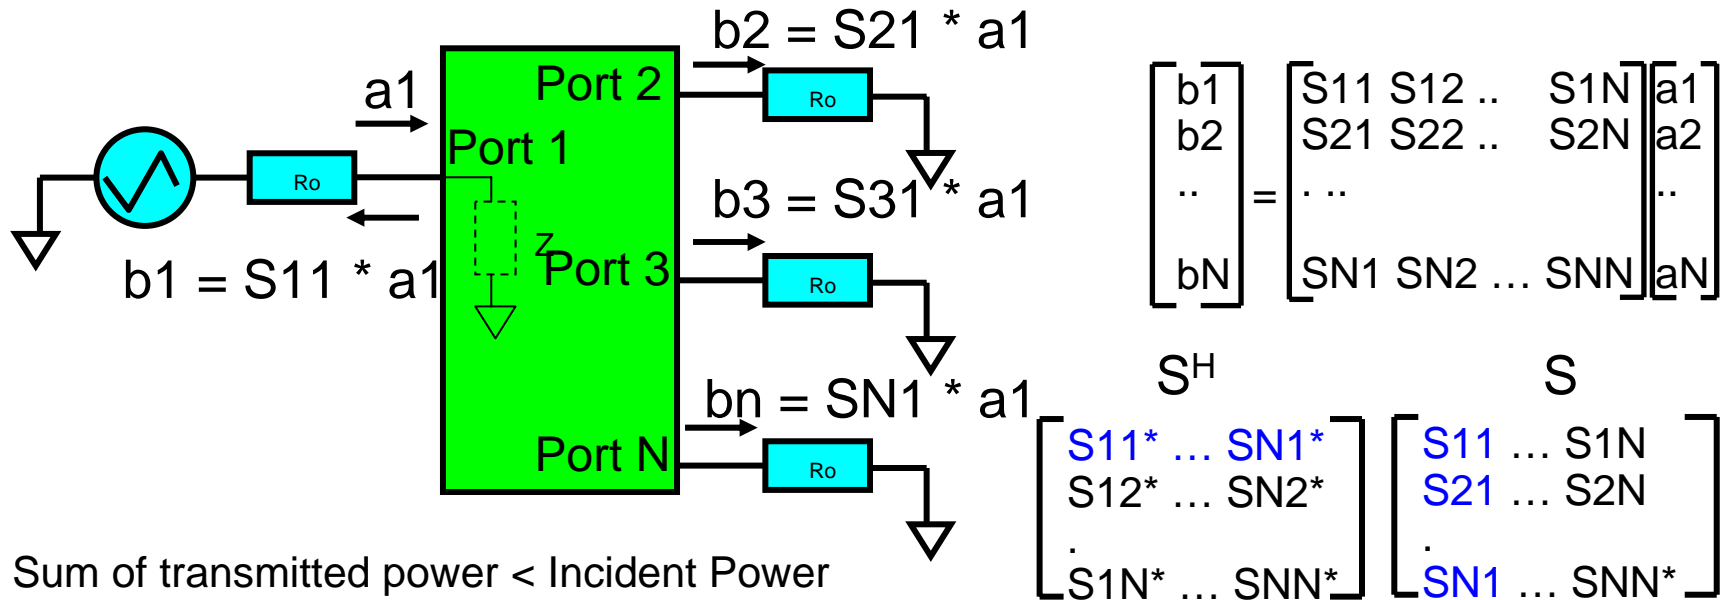 b2 = S21 * a1
a1
Port 2
Ro
Port 1
Ro
b3 = S31 * a1
Z
Port 3
Ro
b1 = S11 * a1
bn = SN1 * a1
Port N
Ro
Sum of transmitted power < Incident Power
b1
b2
..
bN
=
S11 S12 .. S1N
S21 S22 .. S2N
. ..
SN1 SN2 ... SNN
a1
a2
..
aN
S^H
S11* ... SN1*
S12* ... SN2*
.
S1N* ... SNN*
S
S11 ... S1N
S21 ... S2N
.
SN1 ... SNN*